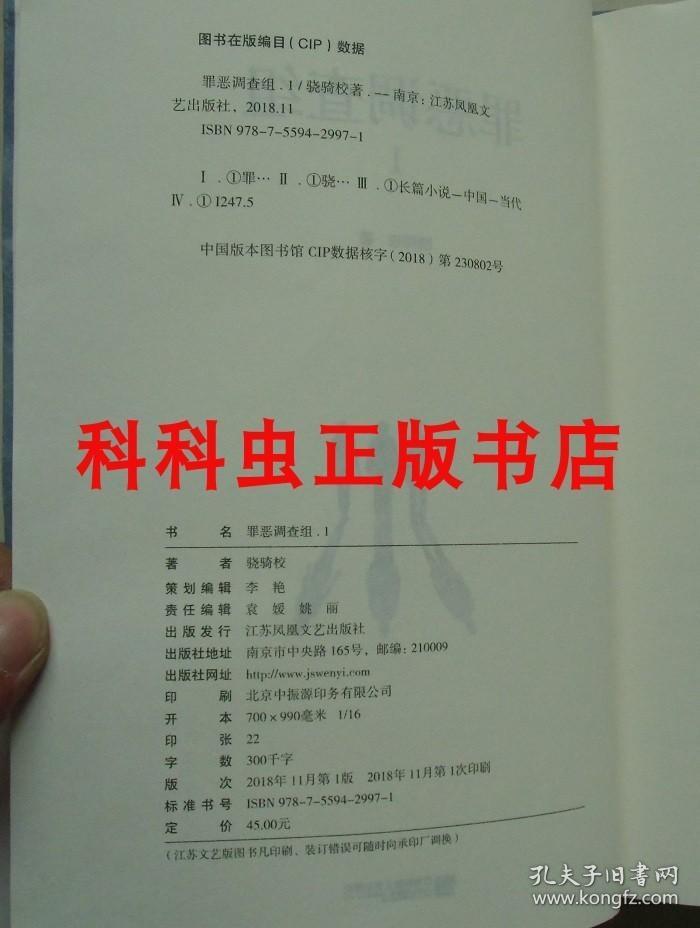 图书在版编目（CIP）数据
罪恶调查组．1 / 骁骑校著．-- 南京：江苏凤凰文
艺出版社，2018.11
ISBN 978-7-5594-2997-1
Ⅰ．①罪… Ⅱ．①骁… Ⅲ．①长篇小说－中国－当代
Ⅳ．① I247.5
中国版本图书馆 CIP数据核字（2018）第 230802号
罪恶调查组
1
科科虫正版书店
书 名 罪恶调查组．1
著 者 骁骑校
策划编辑 李 艳
责任编辑 袁 媛 姚 丽
出版发行 江苏凤凰文艺出版社
出版社地址 南京市中央路 165号，邮编：210009
出版社网址 http://www.jswenyi.com
印 刷 北京中振源印务有限公司
开 本 700×990毫米 1/16
印 张 22
字 数 300千字
版 次 2018年11月第1版 2018年11月第1次印刷
标准书号 ISBN 978-7-5594-2997-1
定 价 45.00元
（江苏文艺版图书凡印刷、装订错误可随时向承印厂调换）
孔夫子旧书网
www.kongfz.com